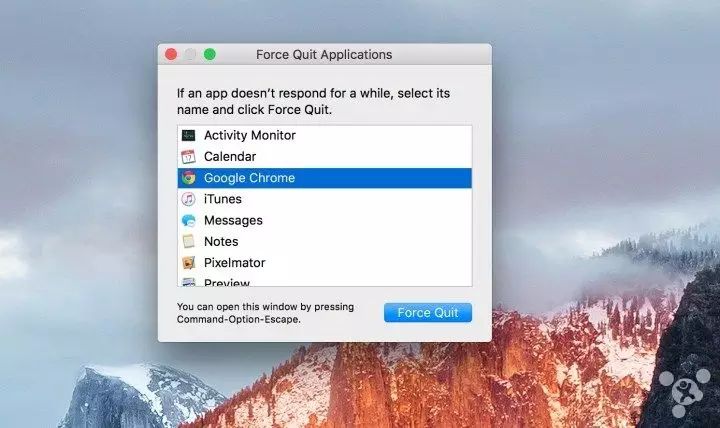 Force Quit Applications
If an app doesn't respond for a while, select its
name and click Force Quit.
Activity Monitor
Calendar
17
Google Chrome
iTunes
Messages
Notes
Pixelmator
Preview
You can open this window by pressing
Command-Option-Escape.
Force Quit